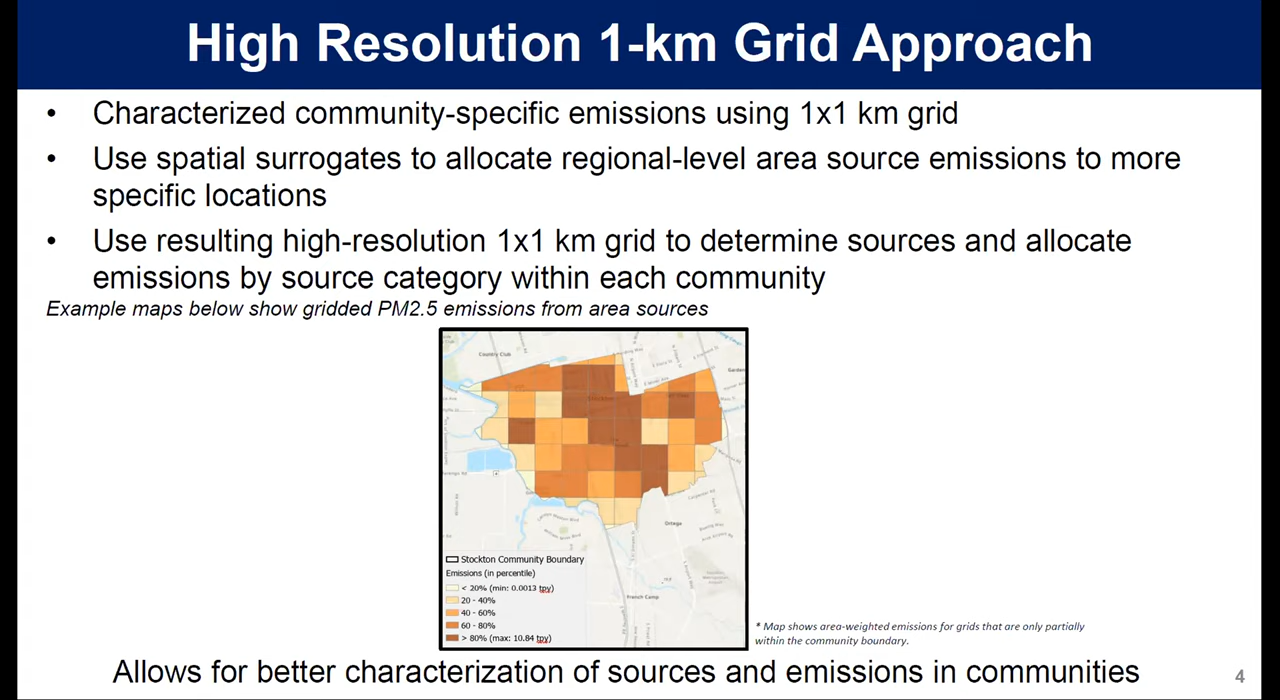 High Resolution 1-km Grid Approach
• Characterized community-specific emissions using 1x1 km grid
• Use spatial surrogates to allocate regional-level area source emissions to more
specific locations
• Use resulting high-resolution 1x1 km grid to determine sources and allocate
emissions by source category within each community
Example maps below show gridded PM2.5 emissions from area sources
Country Club
Ortega
French Camp
Stockton Community Boundary
Emissions (in percentile)
< 20% (min: 0.0013 tpy)
20 - 40%
40 - 60%
60 - 80%
> 80% (max: 10.84 tpy)
* Map shows area-weighted emissions for grids that are only partially
within the community boundary.
Allows for better characterization of sources and emissions in communities
4